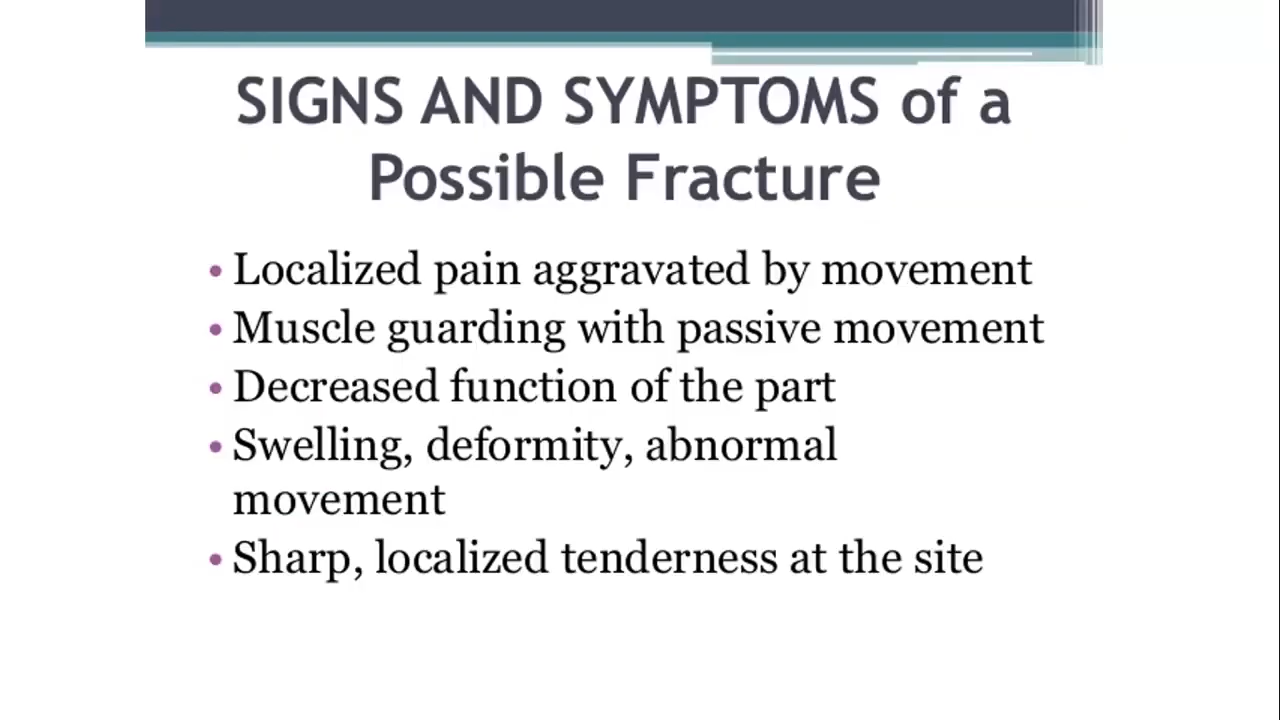 SIGNS AND SYMPTOMS of a
Possible Fracture
• Localized pain aggravated by movement
• Muscle guarding with passive movement
• Decreased function of the part
• Swelling, deformity, abnormal
movement
• Sharp, localized tenderness at the site